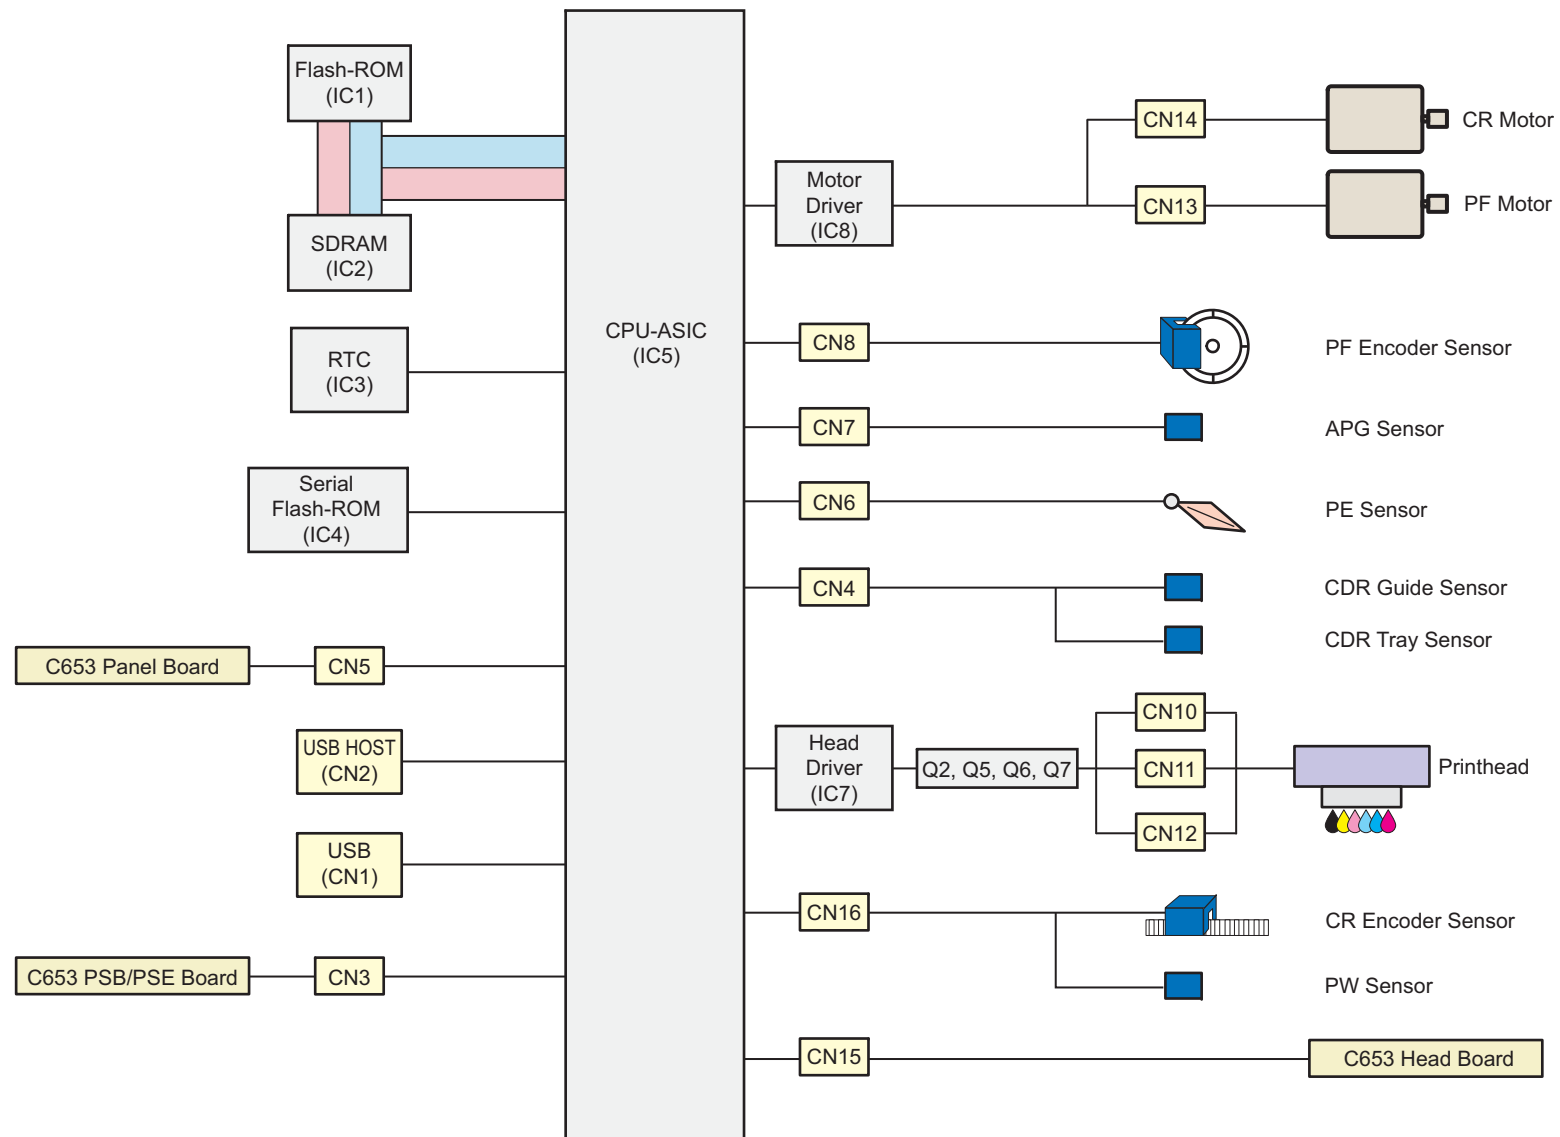 Flash-ROM
(IC1)
SDRAM
(IC2)
RTC
(IC3)
Serial
Flash-ROM
(IC4)
C653 Panel Board
CN5
USB HOST
(CN2)
USB
(CN1)
C653 PSB/PSE Board
CN3
CPU-ASIC
(IC5)
Motor
Driver
(IC8)
CN14
CR Motor
CN13
PF Motor
CN8
PF Encoder Sensor
CN7
APG Sensor
CN6
PE Sensor
CN4
CDR Guide Sensor
CDR Tray Sensor
Head
Driver
(IC7)
Q2, Q5, Q6, Q7
CN10
CN11
CN12
Printhead
CN16
CR Encoder Sensor
PW Sensor
CN15
C653 Head Board